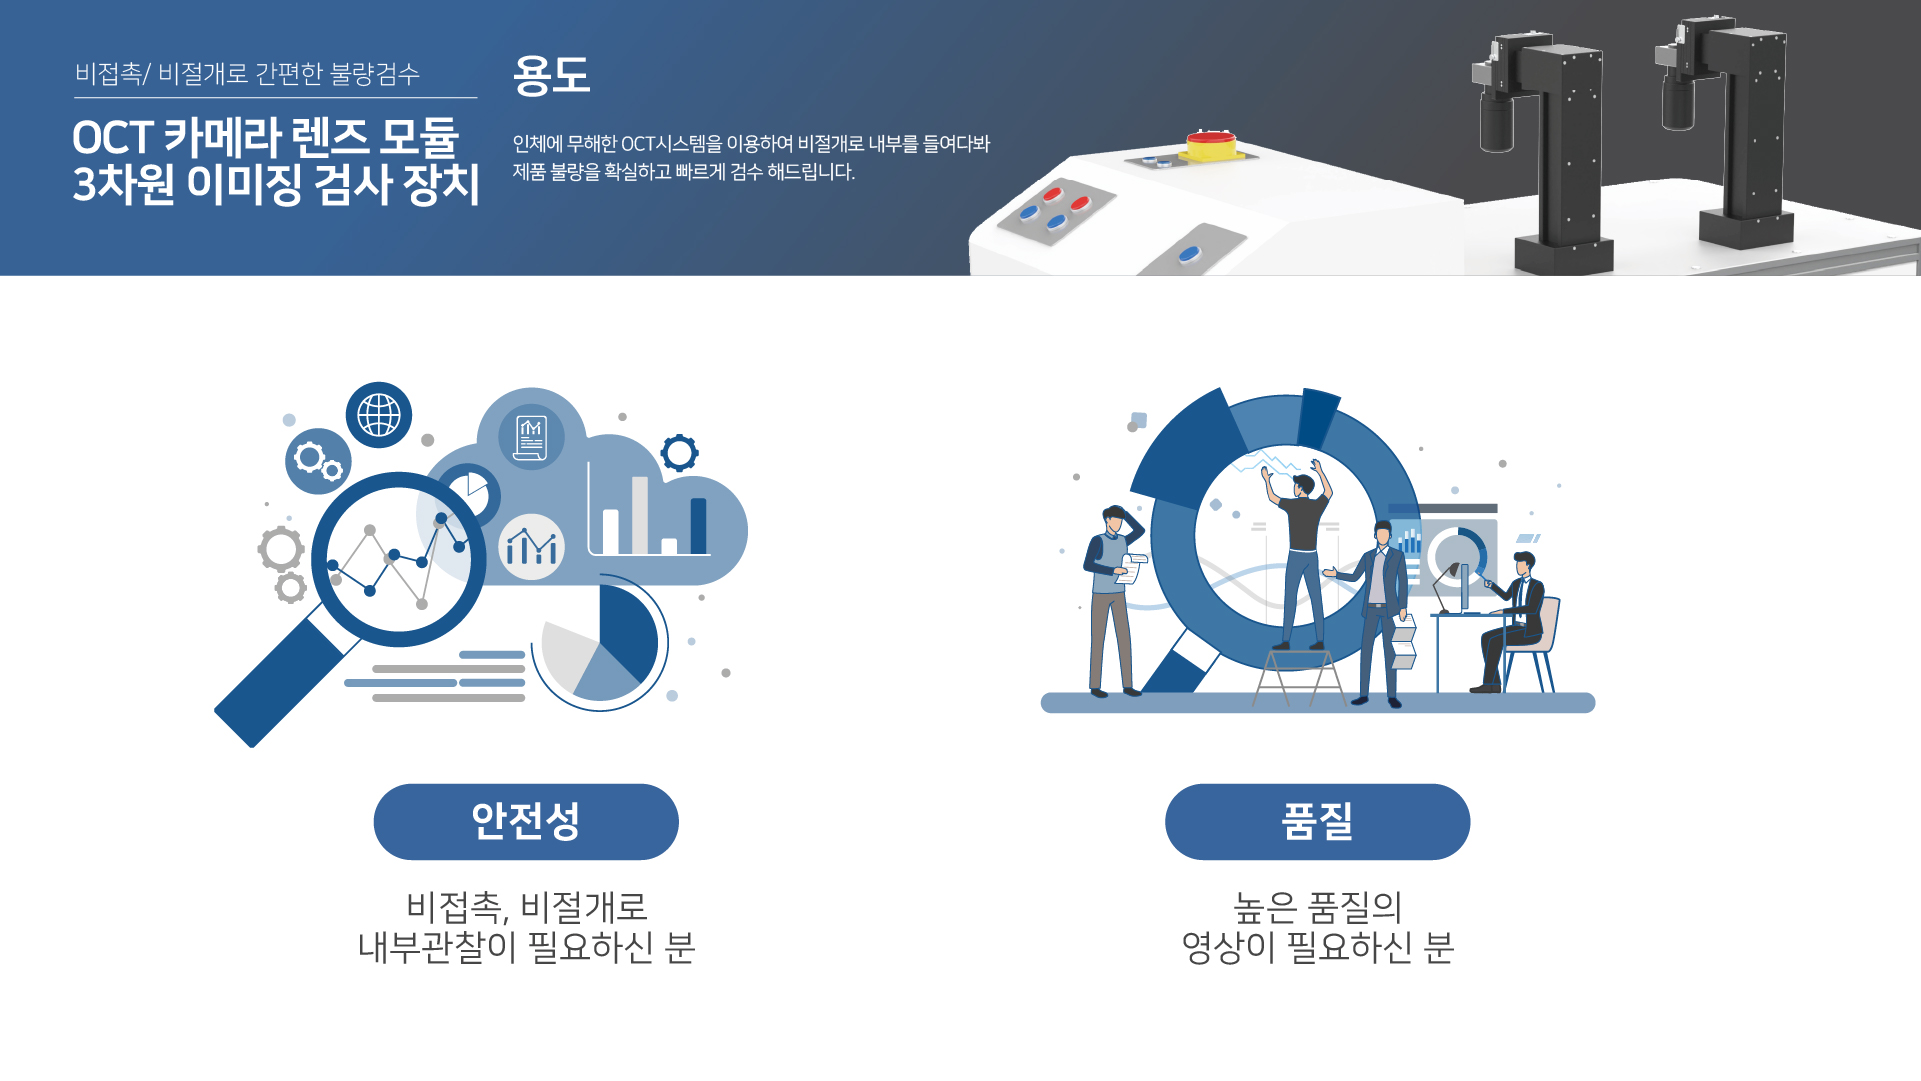 비접촉/ 비절개로 간편한 불량검수
OCT 카메라 렌즈 모듈
3차원 이미징 검사 장치
용도
인체에 무해한 OCT시스템을 이용하여 비절개로 내부를 들여다봐
제품 불량을 확실하고 빠르게 검수 해드립니다.
안전성
비접촉, 비절개로
내부관찰이 필요하신 분
품질
높은 품질의
영상이 필요하신 분